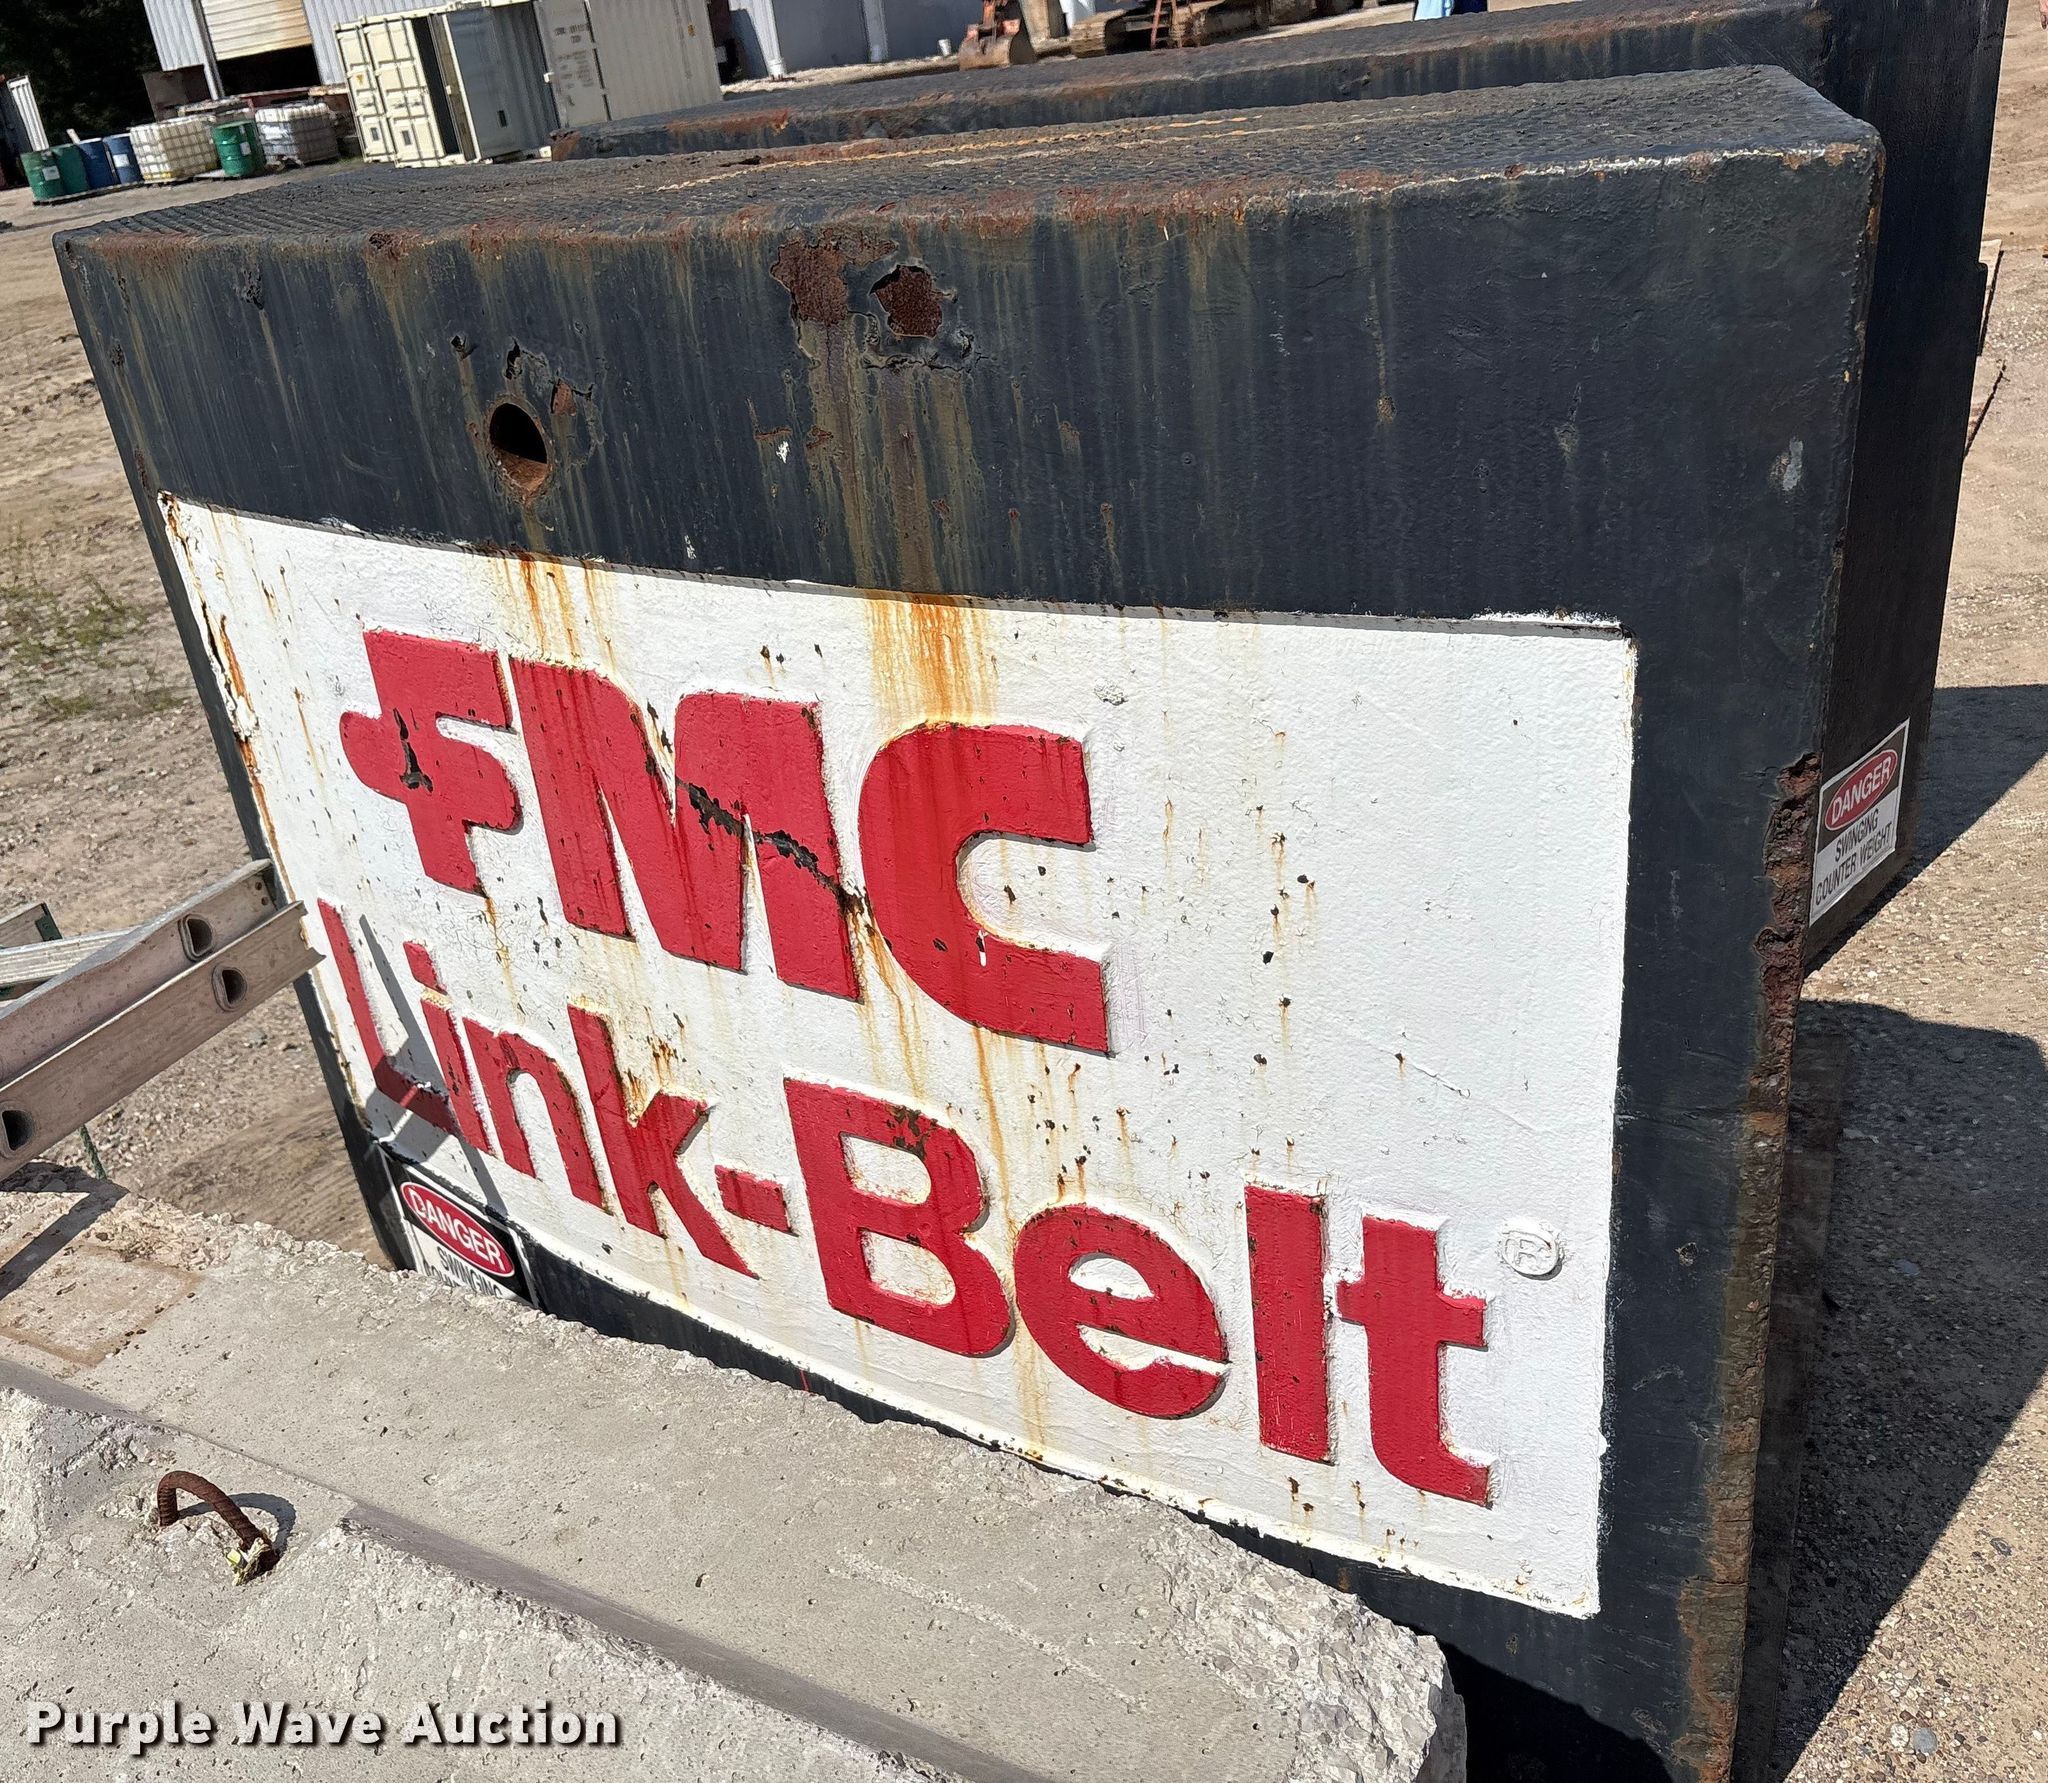 FMC
Link-Belt®
DANGER
SWINGING
DANGER
SWINGING
COUNTER WEIGHT
Purple Wave Auction